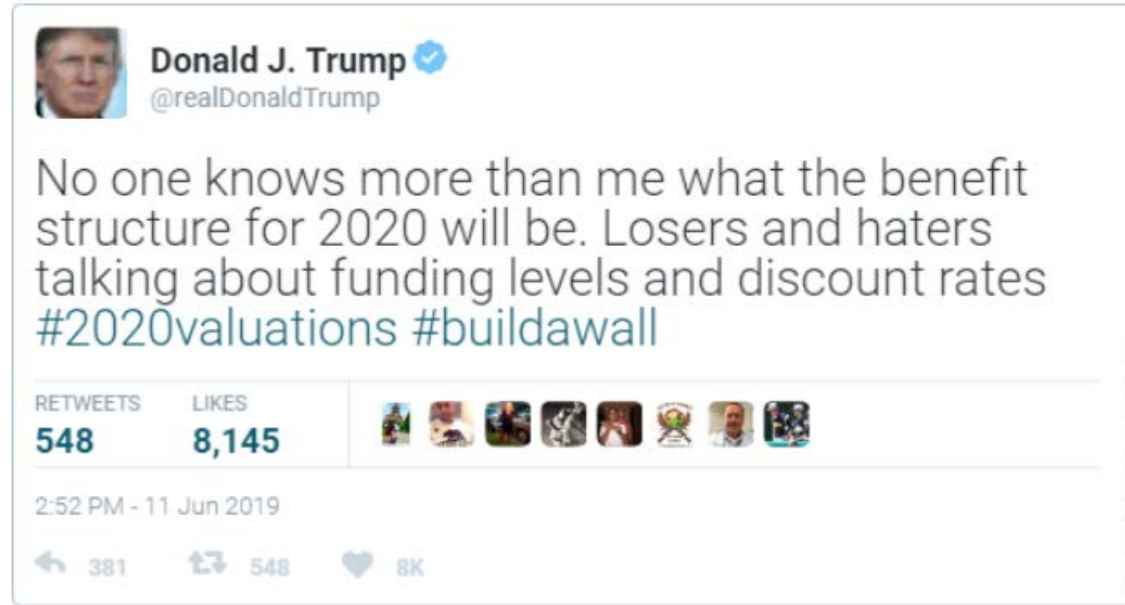 Donald J. Trump
@realDonaldTrump
No one knows more than me what the benefit
structure for 2020 will be. Losers and haters
talking about funding levels and discount rates
#2020valuations #buildawall
RETWEETS LIKES
548 8,145
2:52 PM - 11 Jun 2019
381 548 8K